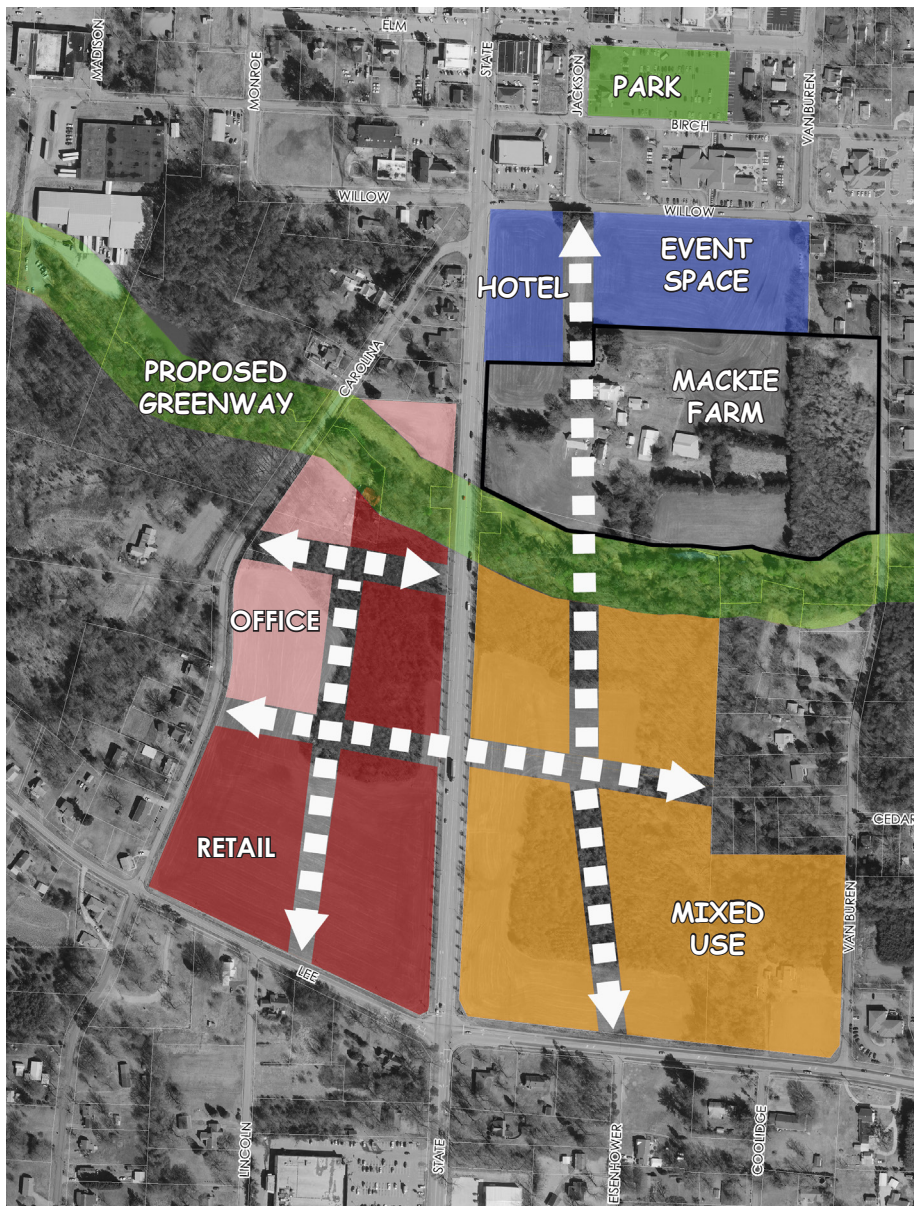 ELM
MADISON
MONROE
STATE
JACKSON
PARK
VAN BUREN
BIRCH
WILLOW
WILLOW
EVENT
SPACE
HOTEL
CAROLINA
PROPOSED
GREENWAY
MACKIE
FARM
OFFICE
CEDAR
RETAIL
MIXED
USE
VAN BUREN
LEE
LINCOLN
STATE
EISENHOWER
COOLIDGE